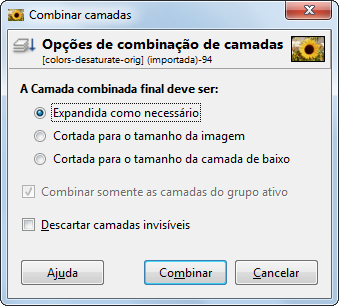 Combinar camadas
Opções de combinação de camadas
[colors-desaturate-orig] (importada)-94
A Camada combinada final deve ser:
Expandida como necessário
Cortada para o tamanho da imagem
Cortada para o tamanho da camada de baixo
Combinar somente as camadas do grupo ativo
Descartar camadas invisíveis
Ajuda
Combinar
Cancelar